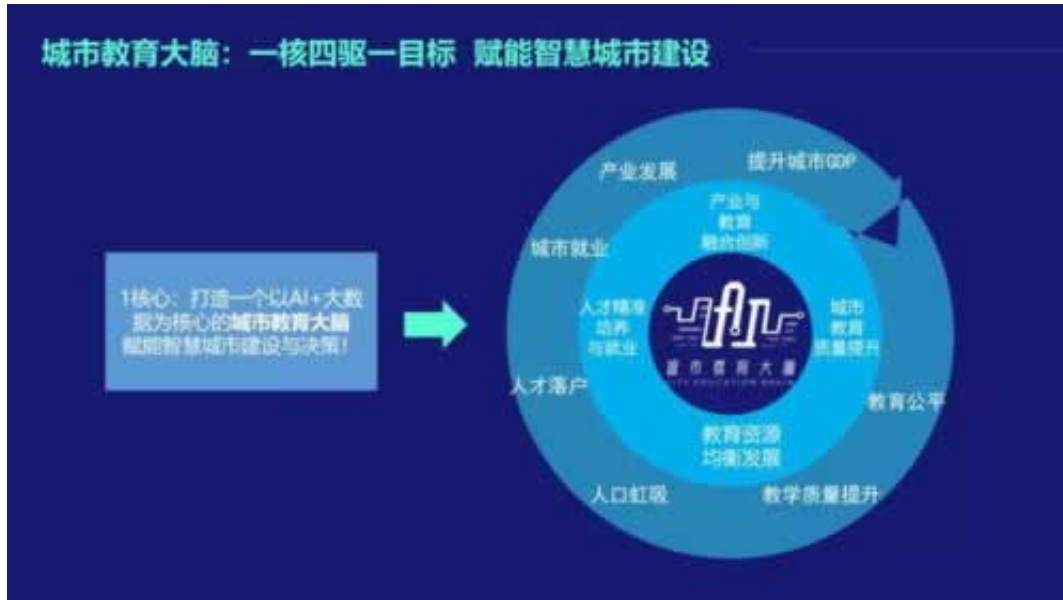 城市教育大脑：一核四驱一目标 赋能智慧城市建设
1核心：打造一个以AI+大数
据为核心的城市教育大脑
赋能智慧城市建设与决策！
产业发展
提升城市GDP
城市就业
人才落户
人口虹吸
教学质量提升
教育公平
产业与
教育
融合创新
人才精准
培养
与就业
城市
教育
质量提升
教育资源
均衡发展
城市教育大脑
CITY EDUCATION BRAIN